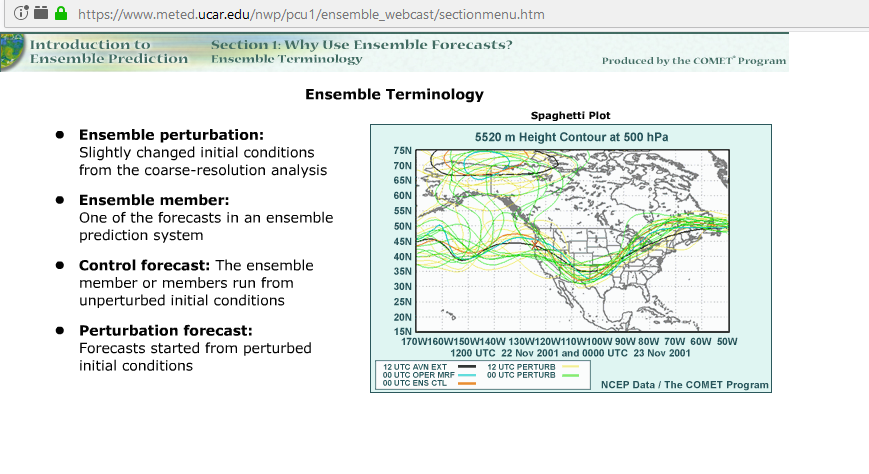 https://www.meted.ucar.edu/nwp/pcu1/ensemble_webcast/sectionmenu.htm
Introduction to
Ensemble Prediction
Section 1: Why Use Ensemble Forecasts?
Ensemble Terminology
Produced by the COMET® Program
Ensemble Terminology
● Ensemble perturbation:
Slightly changed initial conditions
from the coarse-resolution analysis
● Ensemble member:
One of the forecasts in an ensemble
prediction system
● Control forecast: The ensemble
member or members run from
unperturbed initial conditions
● Perturbation forecast:
Forecasts started from perturbed
initial conditions
Spaghetti Plot
5520 m Height Contour at 500 hPa
75N
70N
65N
60N
55N
50N
45N
40N
35N
30N
25N
20N
15N
170W160W150W140W 130W120W110W100W 90W 80W 70W 60W 50W
1200 UTC 22 Nov 2001 and 0000 UTC 23 Nov 2001
12 UTC AVN EXT
00 UTC OPER MRF
00 UTC ENS CTL
12 UTC PERTURB
00 UTC PERTURB
NCEP Data / The COMET Program